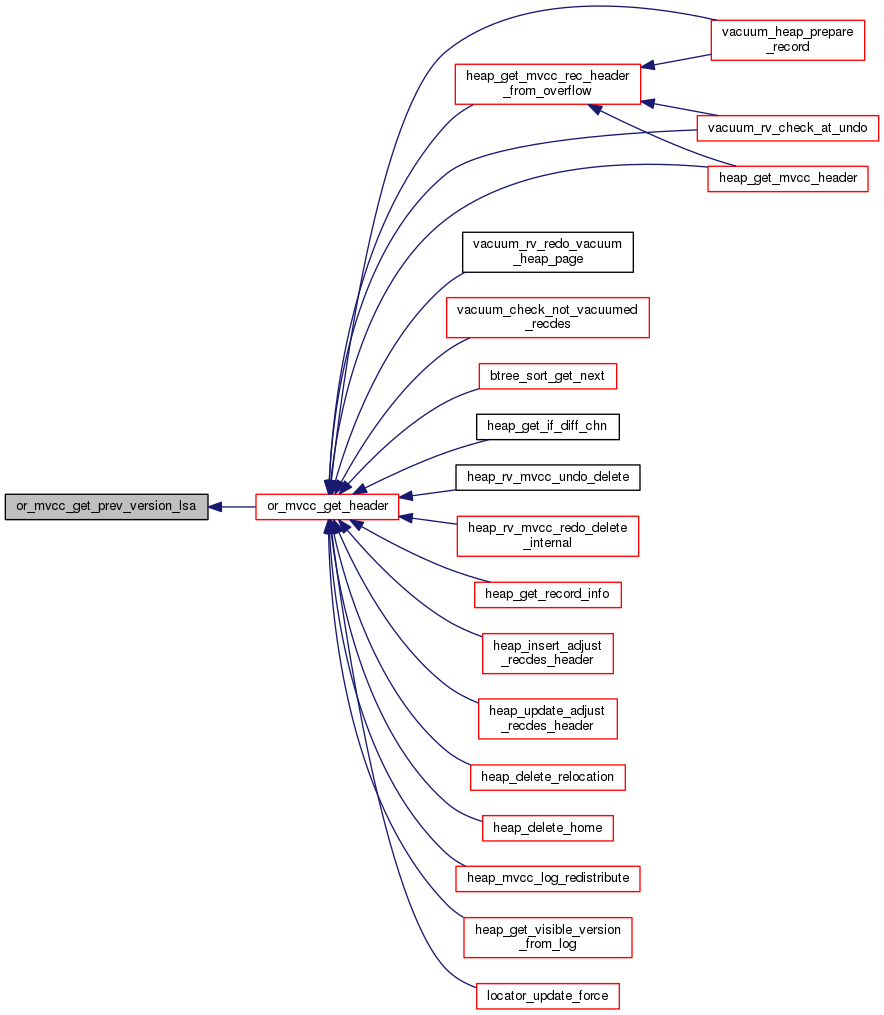 vacuum_heap_prepare
_record
heap_get_mvcc_rec_header
_from_overflow
vacuum_rv_check_at_undo
heap_get_mvcc_header
vacuum_rv_redo_vacuum
_heap_page
vacuum_check_not_vacuumed
_recdes
btree_sort_get_next
heap_get_if_diff_chn
heap_rv_mvcc_undo_delete
or_mvcc_get_prev_version_lsa
or_mvcc_get_header
heap_rv_mvcc_redo_delete
_internal
heap_get_record_info
heap_insert_adjust
_recdes_header
heap_update_adjust
_recdes_header
heap_delete_relocation
heap_delete_home
heap_mvcc_log_redistribute
heap_get_visible_version
_from_log
locator_update_force